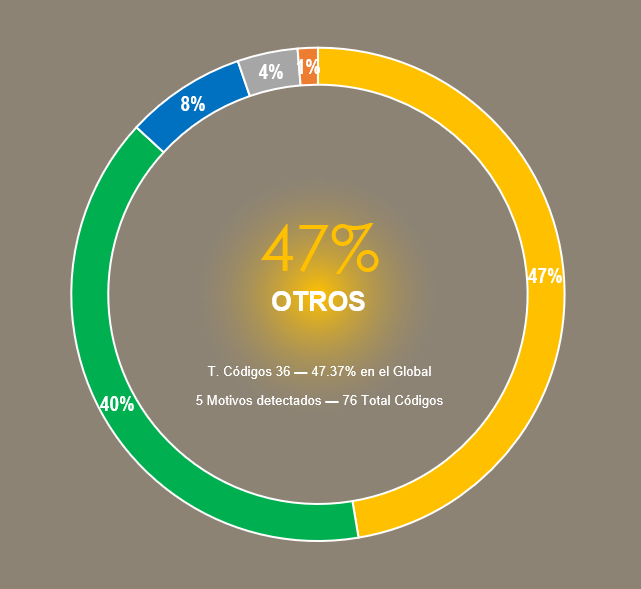 4%
1%
8%
47%
47%
OTROS
T. Códigos 36 — 47.37% en el Global
5 Motivos detectados — 76 Total Códigos
40%